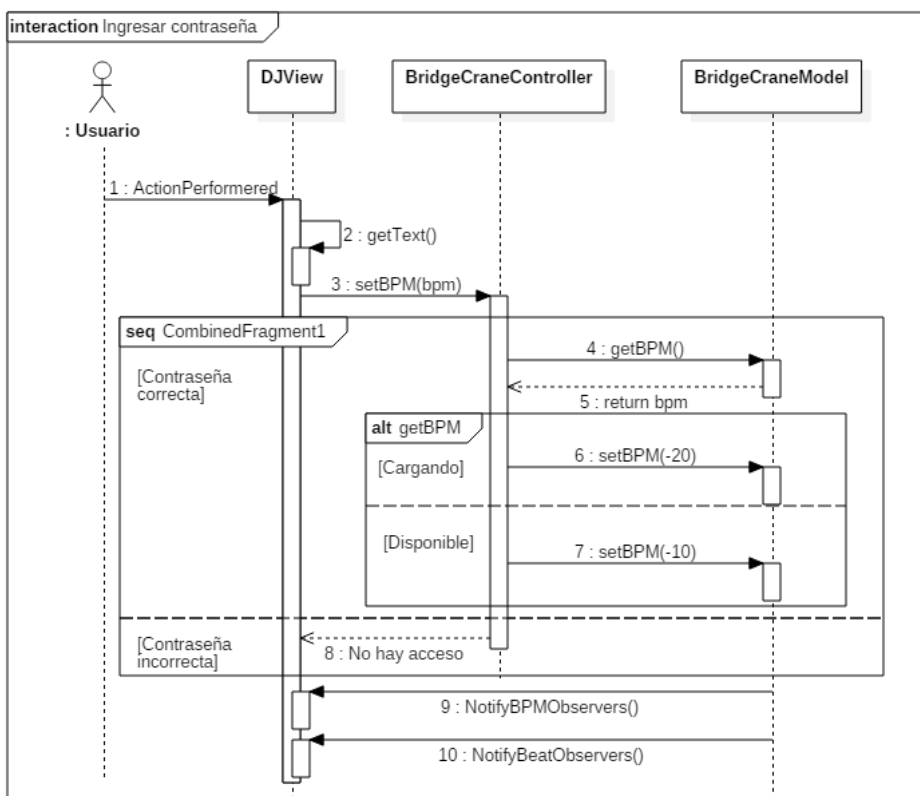 interaction Ingresar contraseña
DJView
BridgeCraneController
BridgeCraneModel
: Usuario
1 : ActionPerformered
2 : getText()
3 : setBPM(bpm)
seq CombinedFragment1
4 : getBPM()
[Contraseña
correcta]
5 : return bpm
alt getBPM
6 : setBPM(-20)
[Cargando]
[Disponible]
7 : setBPM(-10)
[Contraseña
incorrecta]
8 : No hay acceso
9 : NotifyBPMObservers()
10 : NotifyBeatObservers()